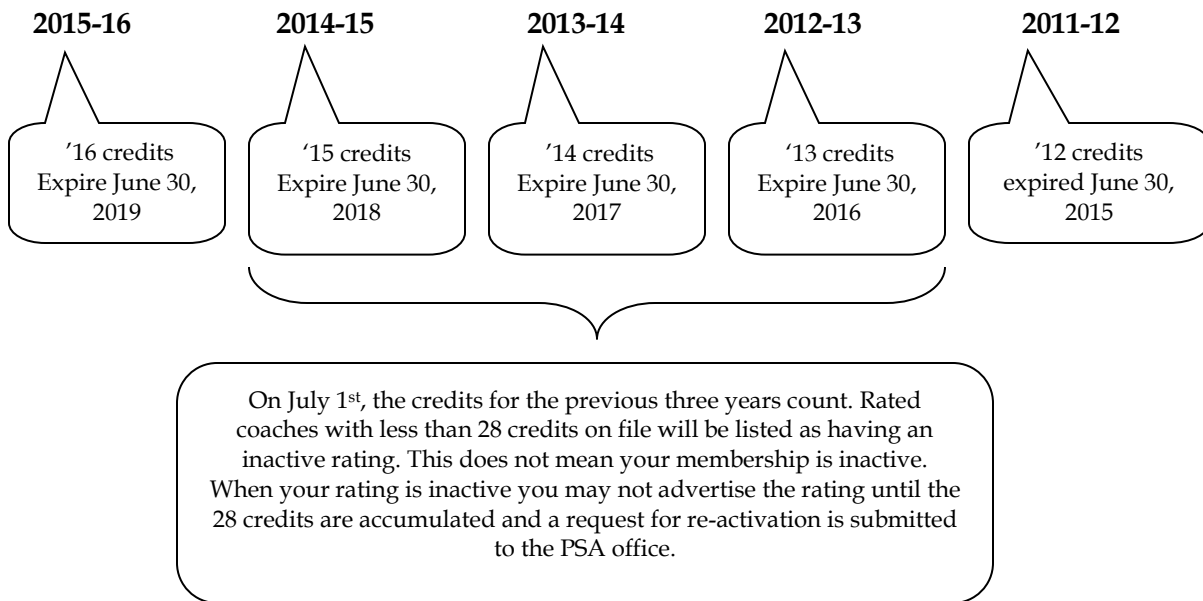 2015-16
2014-15
2013-14
2012-13
2011-12
’16 credits
Expire June 30,
2019
‘15 credits
Expire June 30,
2018
’14 credits
Expire June 30,
2017
‘13 credits
Expire June 30,
2016
’12 credits
expired June 30,
2015
On July 1st, the credits for the previous three years count. Rated
coaches with less than 28 credits on file will be listed as having an
inactive rating. This does not mean your membership is inactive.
When your rating is inactive you may not advertise the rating until the
28 credits are accumulated and a request for re-activation is submitted
to the PSA office.